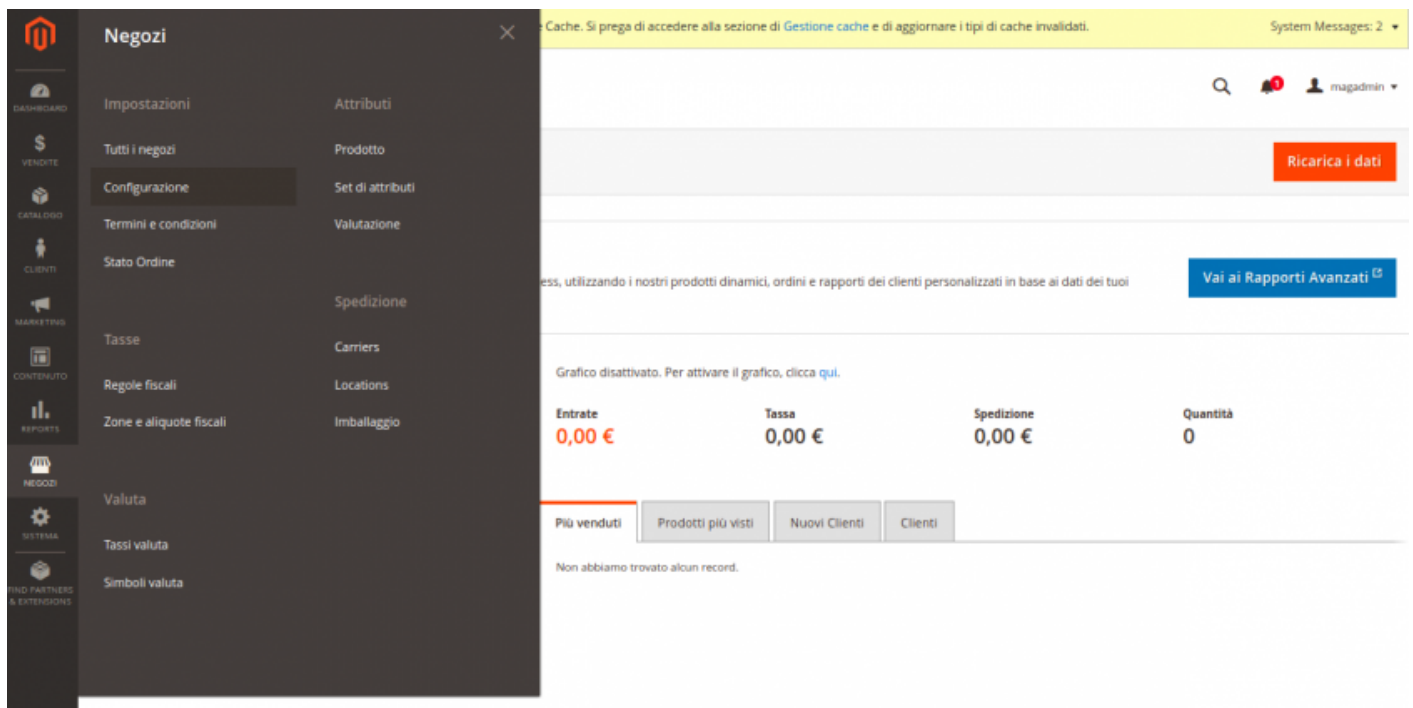 Negozi
Cache. Si prega di accedere alla sezione di Gestione cache e di aggiornare i tipi di cache invalidati.
System Messages: 2
DASHBOARD
VENDITE
CATALOGO
CLIENTI
MARKETING
CONTENUTO
REPORTS
NEGOZI
SISTEMA
FIND PARTNERS
& EXTENSIONS
Impostazioni
Tutti i negozi
Configurazione
Termini e condizioni
Stato Ordine
Tasse
Regole fiscali
Zone e aliquote fiscali
Valuta
Tassi valuta
Simboli valuta
Attributi
Prodotto
Set di attributi
Valutazione
Spedizione
Carriers
Locations
Imballaggio
1
magadmin
Ricarica i dati
ess, utilizzando i nostri prodotti dinamici, ordini e rapporti dei clienti personalizzati in base ai dati dei tuoi
Vai ai Rapporti Avanzati
Grafico disattivato. Per attivare il grafico, clicca qui.
Entrate
0,00 €
Tassa
0,00 €
Spedizione
0,00 €
Quantità
0
Più venduti
Prodotti più visti
Nuovi Clienti
Clienti
Non abbiamo trovato alcun record.